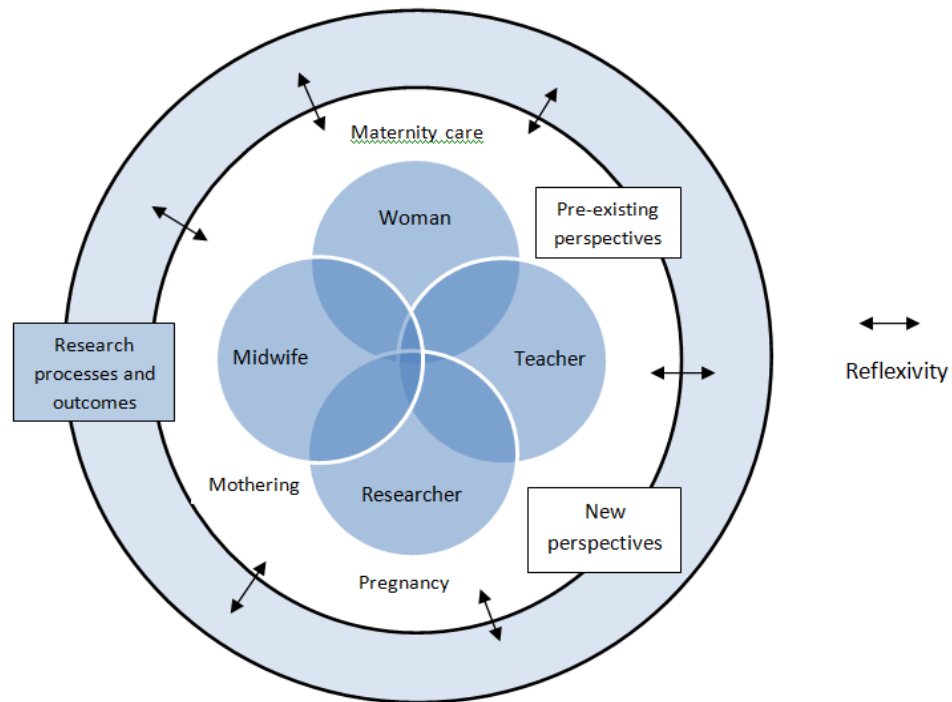 Maternity care
Woman
Pre-existing
perspectives
Midwife
Teacher
Research
processes and
outcomes
Reflexivity
Mothering
Researcher
New
perspectives
Pregnancy